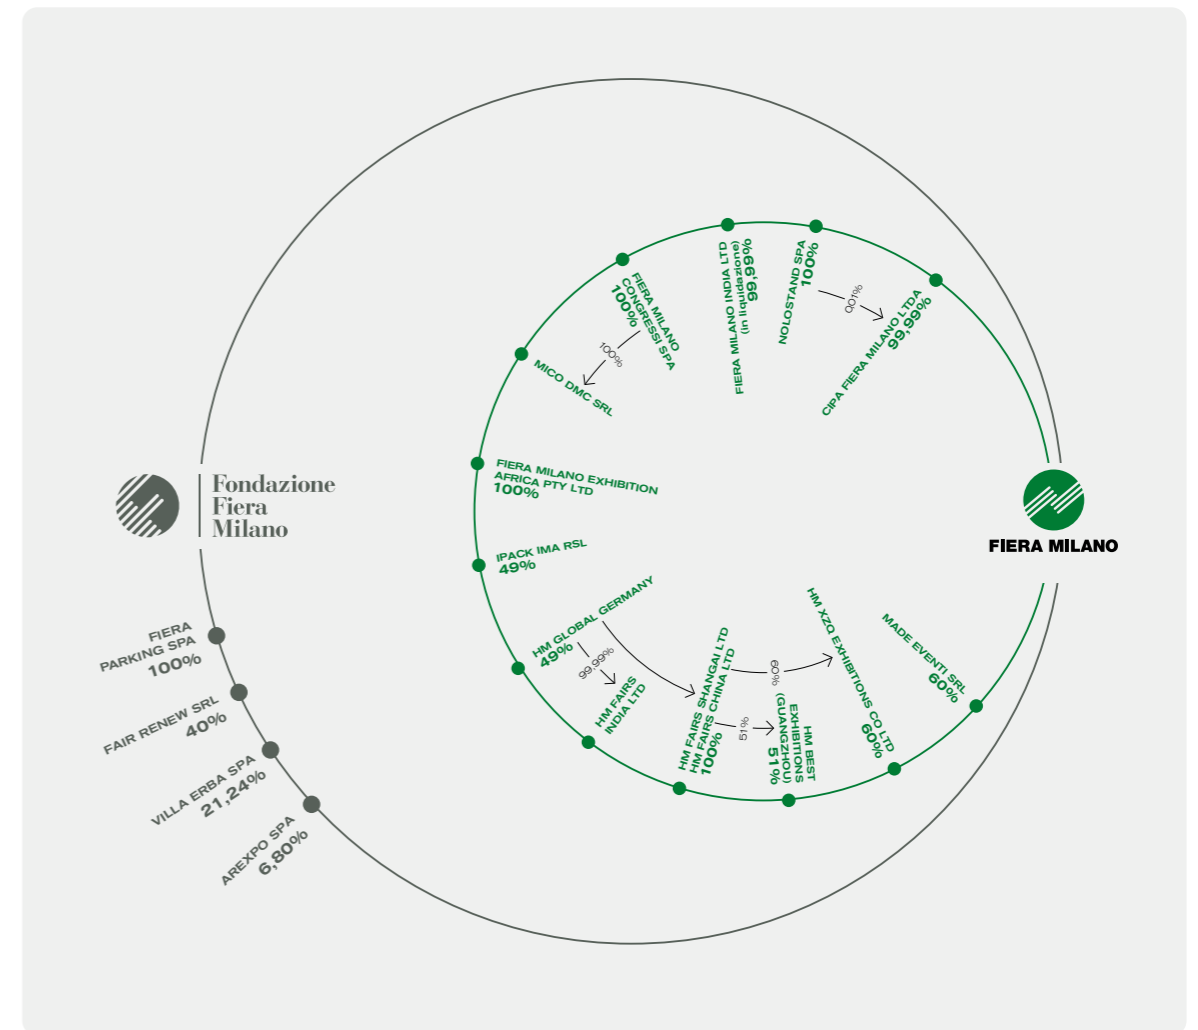 FIERA MILANO INDIA LTD
(in liquidazione)
99,99%
NOLOSTAND SPA
100%
0,01%
CIPA FIERA MILANO LTDA
99,99%
FIERA MILANO
CONGRESSI SPA
100%
100%
MICO DMC SRL
FIERA MILANO EXHIBITION
AFRICA PTY LTD
100%
Fondazione
Fiera
Milano
FIERA MILANO
IPACK IMA RSL
49%
HM GLOBAL GERMANY
49%
99,99%
HM FAIRS
INDIA LTD
HM FAIRS SHANGAI LTD
HM FAIRS CHINA LTD
100%
60%
51%
HM BEST
EXHIBITIONS
(GUANGZHOU)
51%
HM XZQ EXHIBITIONS CO LTD
60%
MADE EVENTI SRL
60%
FIERA
PARKING SPA
100%
FAIR RENEW SRL
40%
VILLA ERBA SPA
21,24%
AREXPO SPA
6,80%